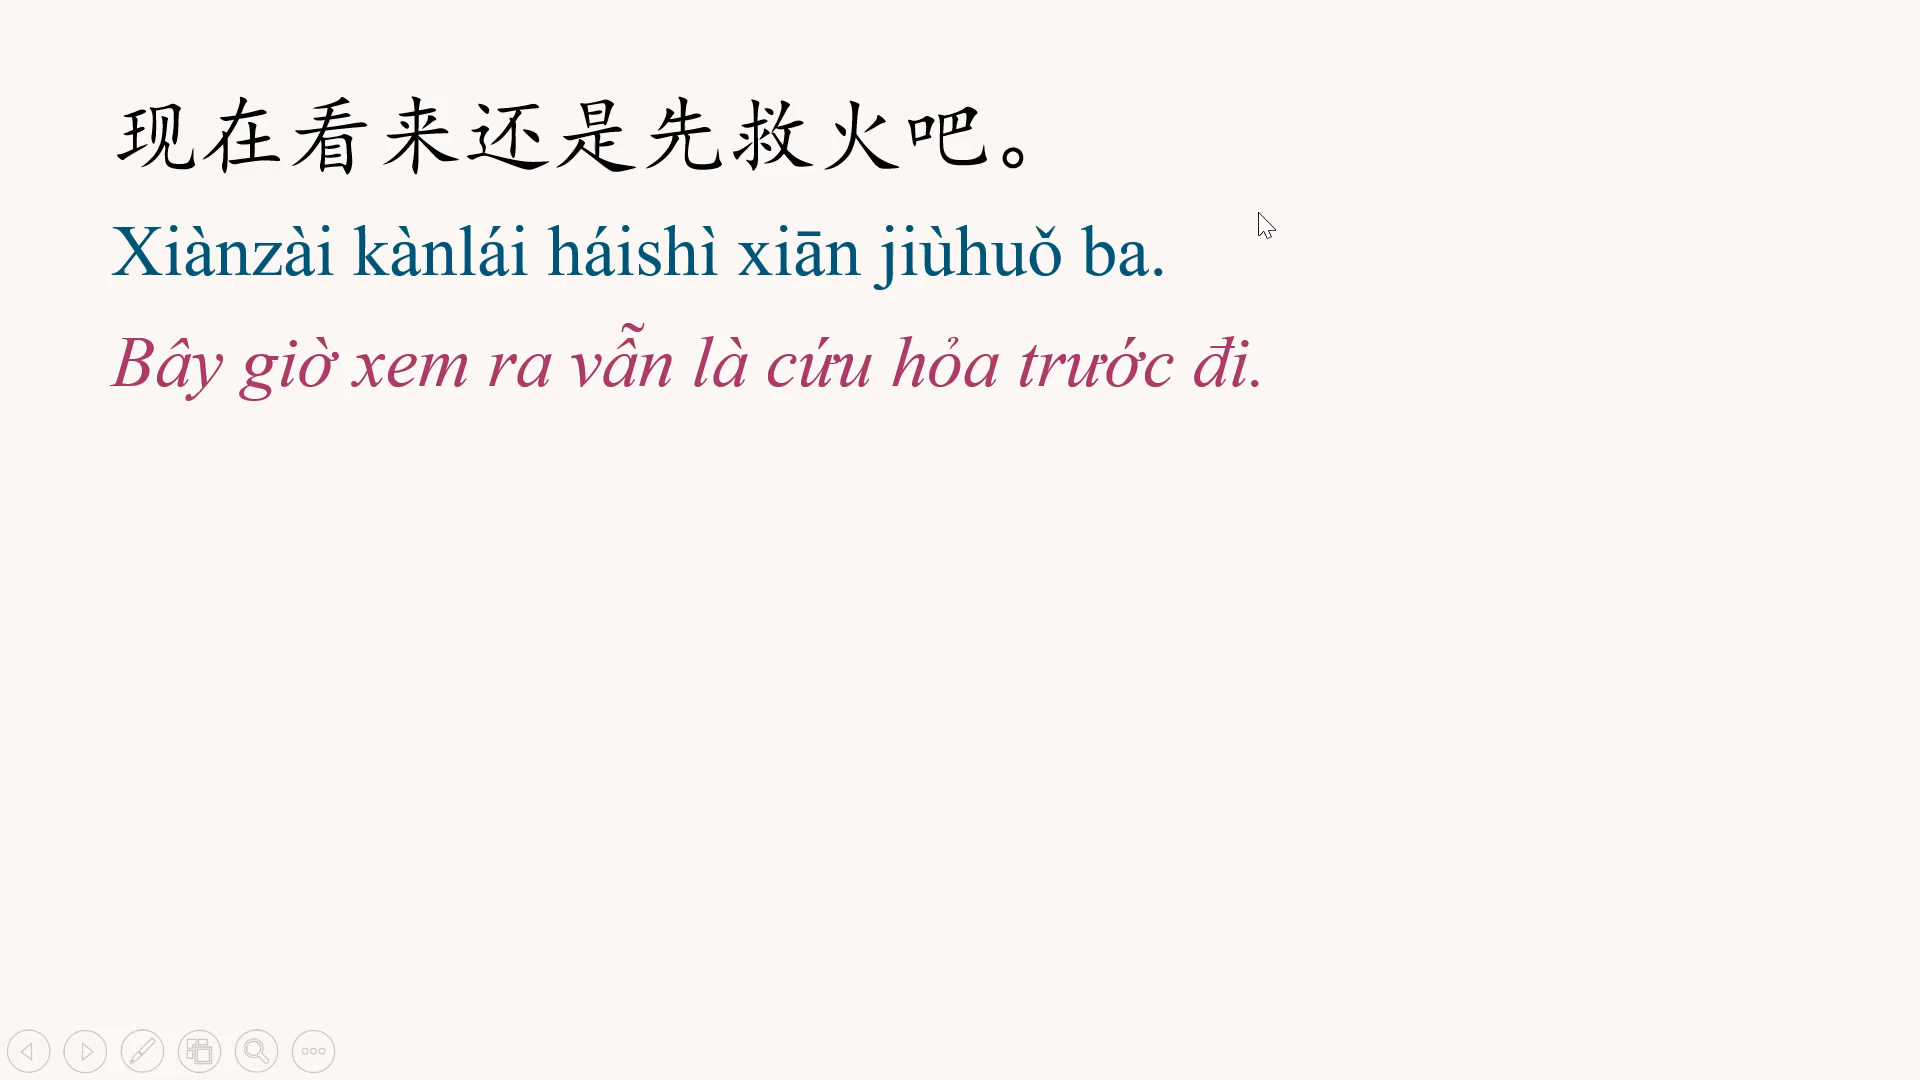 现在看来还是先救火吧。
Xiànzài kànlái háishì xiān jiùhuǒ ba.
Bây giờ xem ra vẫn là cứu hỏa trước đi.